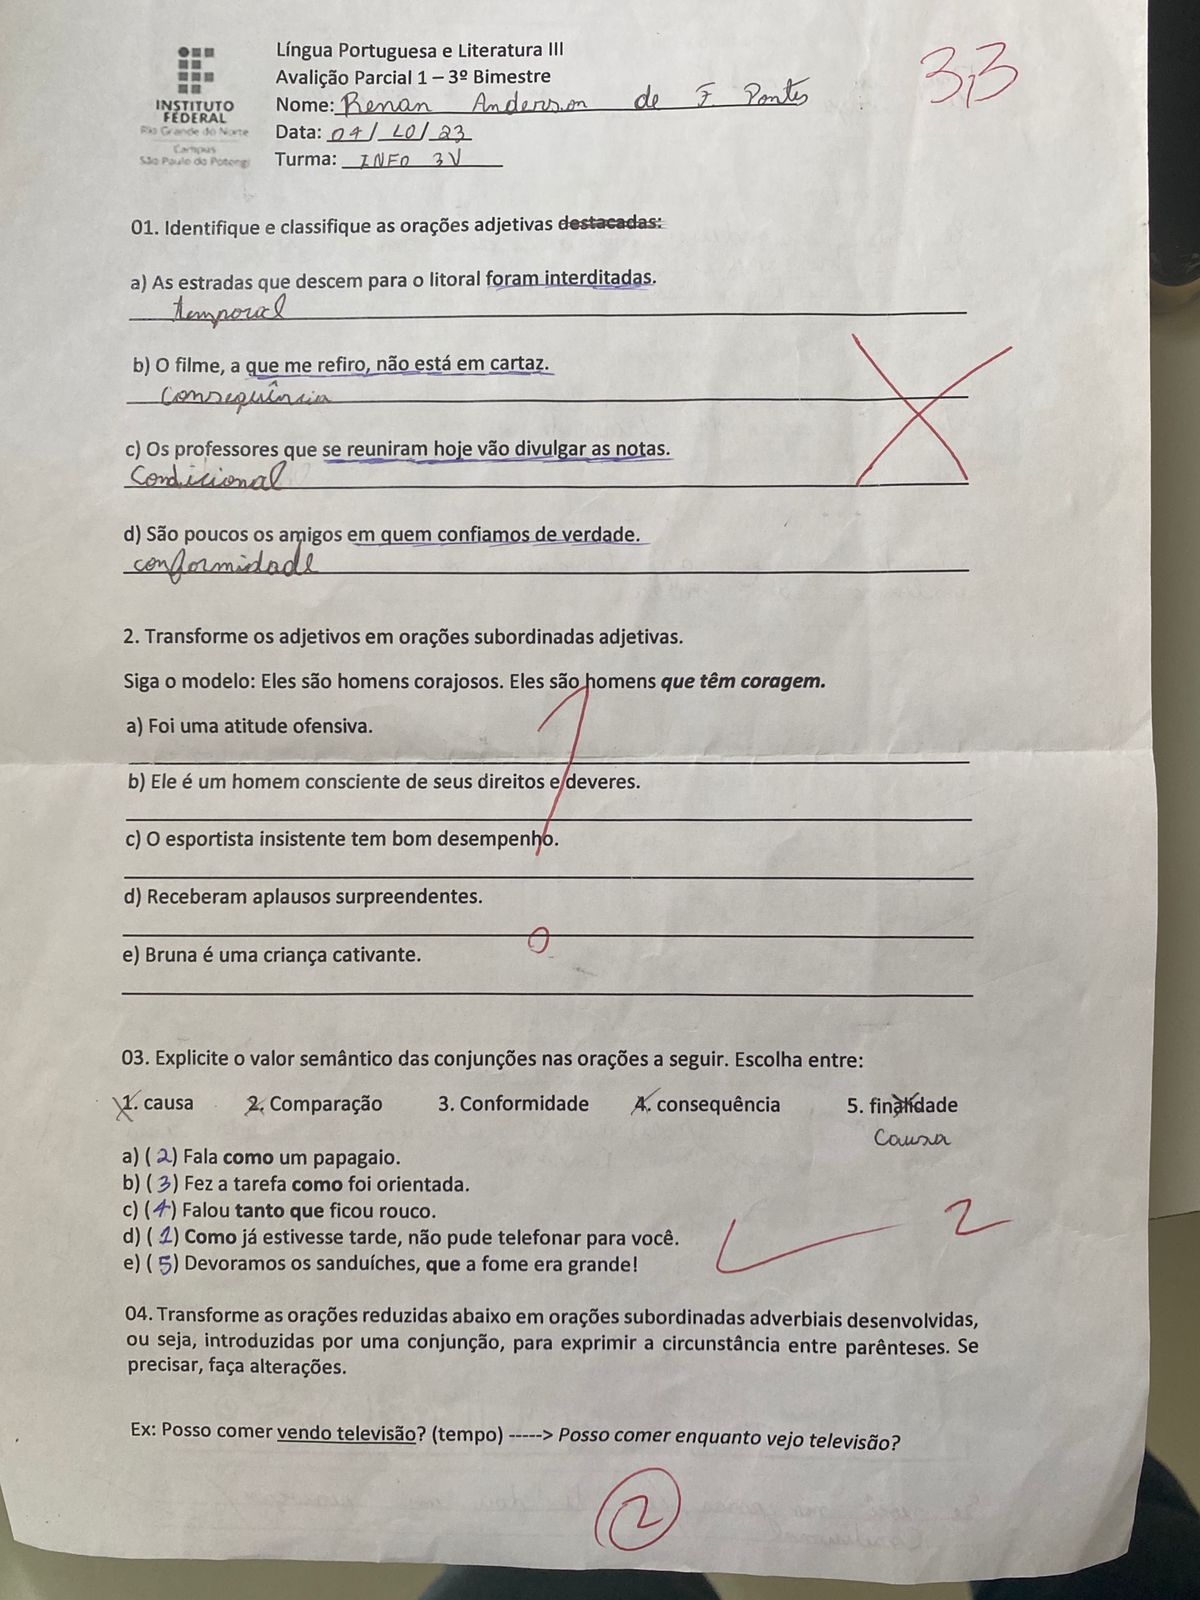 Língua Portuguesa e Literatura III
Avalição Parcial 1 – 3º Bimestre
Nome: Renan Anderson de F. Pontes
Data: 04/10/23
Turma: INFO 3V
INSTITUTO
FEDERAL
Rio Grande do Norte
Campus
São Paulo do Potengi
3,3
01. Identifique e classifique as orações adjetivas destacadas:
a) As estradas que descem para o litoral foram interditadas.
temporal
b) O filme, a que me refiro, não está em cartaz.
Consequência
c) Os professores que se reuniram hoje vão divulgar as notas.
Condicional
d) São poucos os amigos em quem confiamos de verdade.
conformidade
2. Transforme os adjetivos em orações subordinadas adjetivas.
Siga o modelo: Eles são homens corajosos. Eles são homens que têm coragem.
a) Foi uma atitude ofensiva.
b) Ele é um homem consciente de seus direitos e deveres.
c) O esportista insistente tem bom desempenho.
d) Receberam aplausos surpreendentes.
e) Bruna é uma criança cativante.
03. Explicite o valor semântico das conjunções nas orações a seguir. Escolha entre:
1. causa 2. Comparação 3. Conformidade 4. consequência 5. finalidade
Causa
a) (2) Fala como um papagaio.
b) (3) Fez a tarefa como foi orientada.
c) (4) Falou tanto que ficou rouco.
d) (1) Como já estivesse tarde, não pude telefonar para você.
e) (5) Devoramos os sanduíches, que a fome era grande!
2
04. Transforme as orações reduzidas abaixo em orações subordinadas adverbiais desenvolvidas,
ou seja, introduzidas por uma conjunção, para exprimir a circunstância entre parênteses. Se
precisar, faça alterações.
Ex: Posso comer vendo televisão? (tempo) -----> Posso comer enquanto vejo televisão?
2